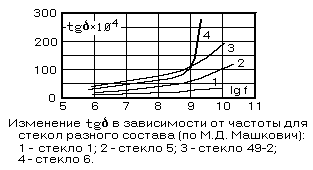 300
tgδ×10⁴
200
100
0
4
3
2
1
lg f
5 6 7 8 9 10 11
Изменение tgδ в зависимости от частоты для
стекол разного состава (по М.Д. Машкович):
1 - стекло 1; 2 - стекло 5; 3 - стекло 49-2;
4 - стекло 6.